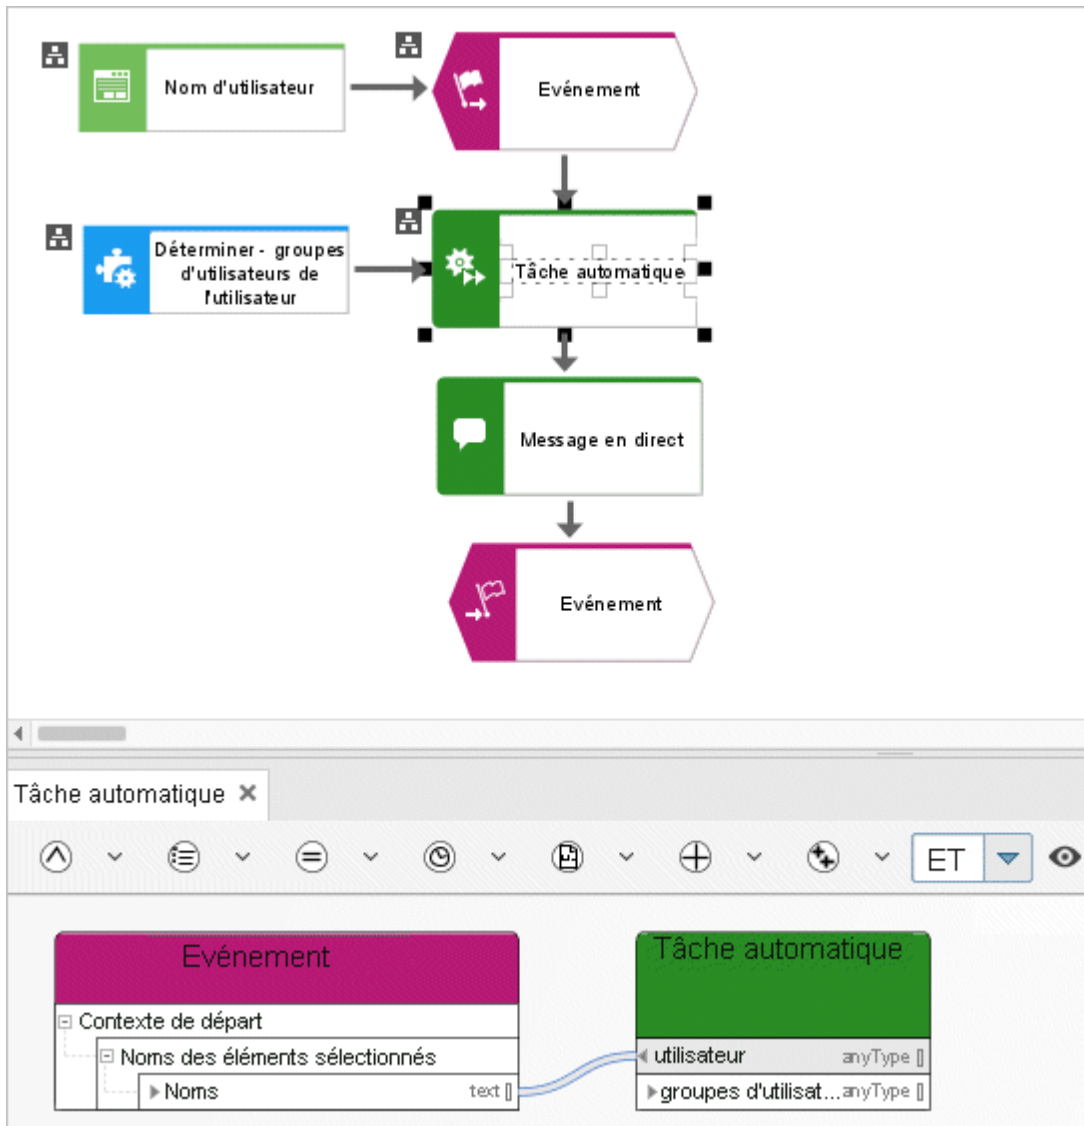 Nom d'utilisateur
Evénement
Déterminer - groupes
d'utilisateurs de
l'utilisateur
Tâche automatique
Message en direct
Evénement
Tâche automatique
ET
Evénement
Tâche automatique
Contexte de départ
Noms des éléments sélectionnés
utilisateur anyType []
Noms text []
groupes d'utilisat...anyType []